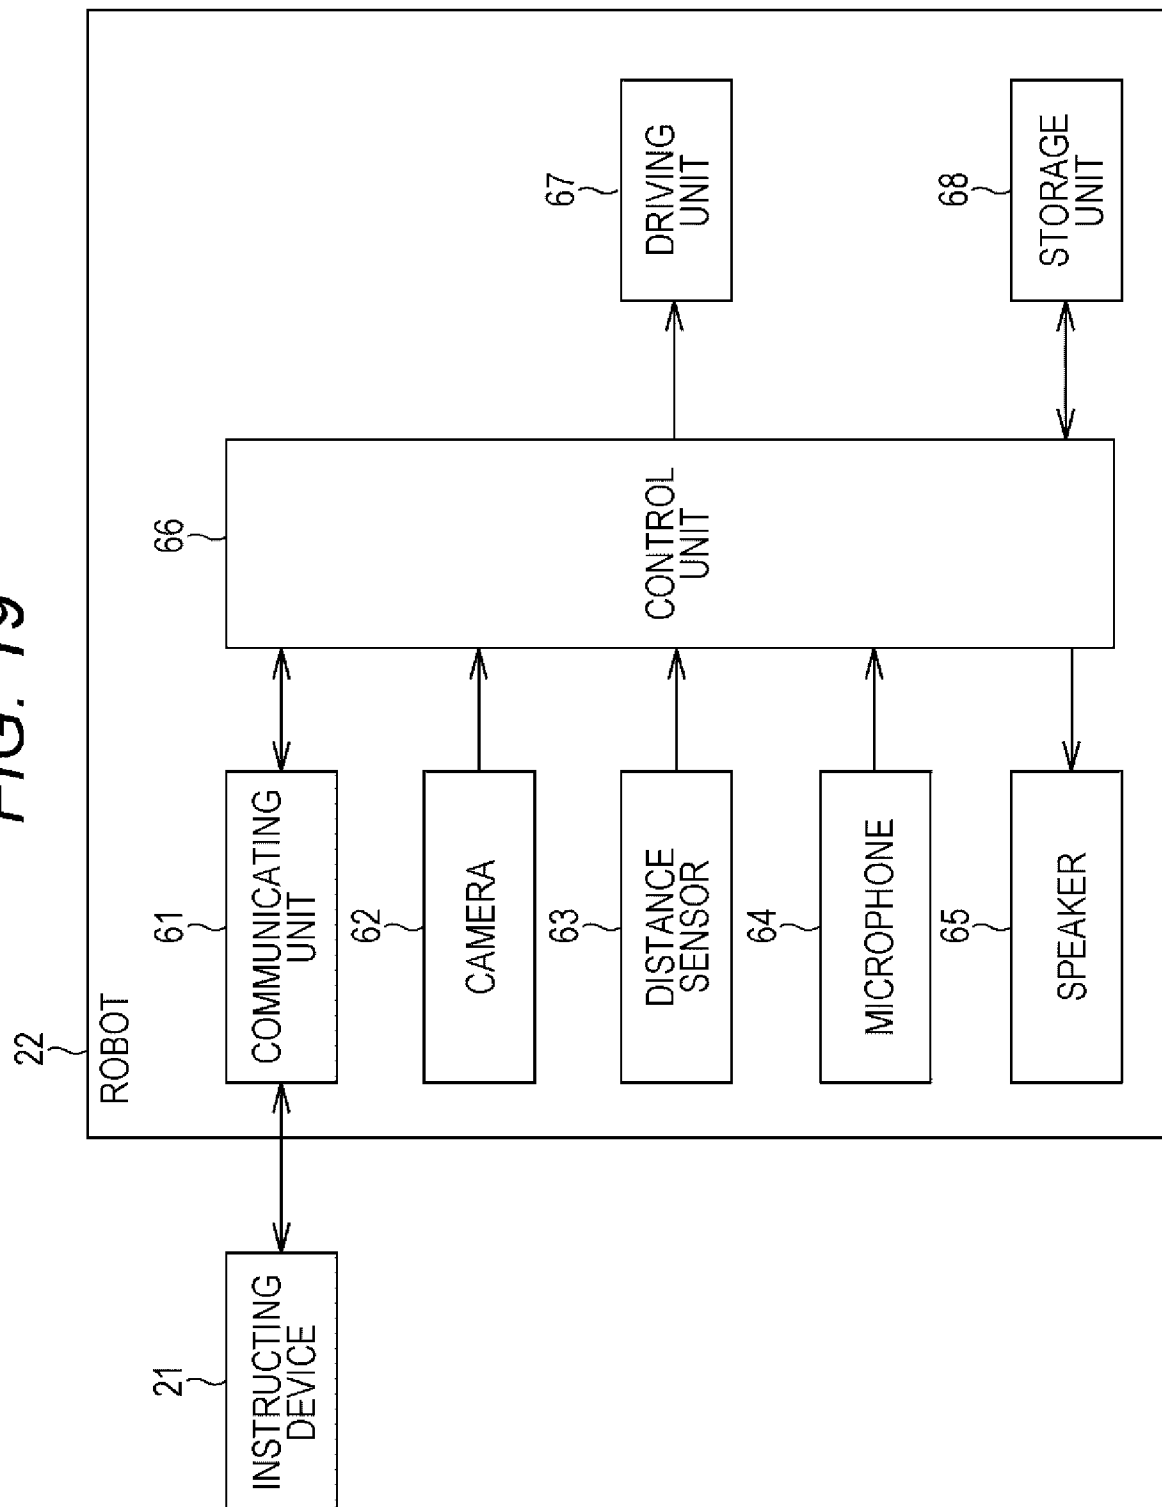 FIG. 19
22
ROBOT
21
INSTRUCTING
DEVICE
61
COMMUNICATING
UNIT
62
CAMERA
63
DISTANCE
SENSOR
64
MICROPHONE
65
SPEAKER
66
CONTROL
UNIT
67
DRIVING
UNIT
68
STORAGE
UNIT